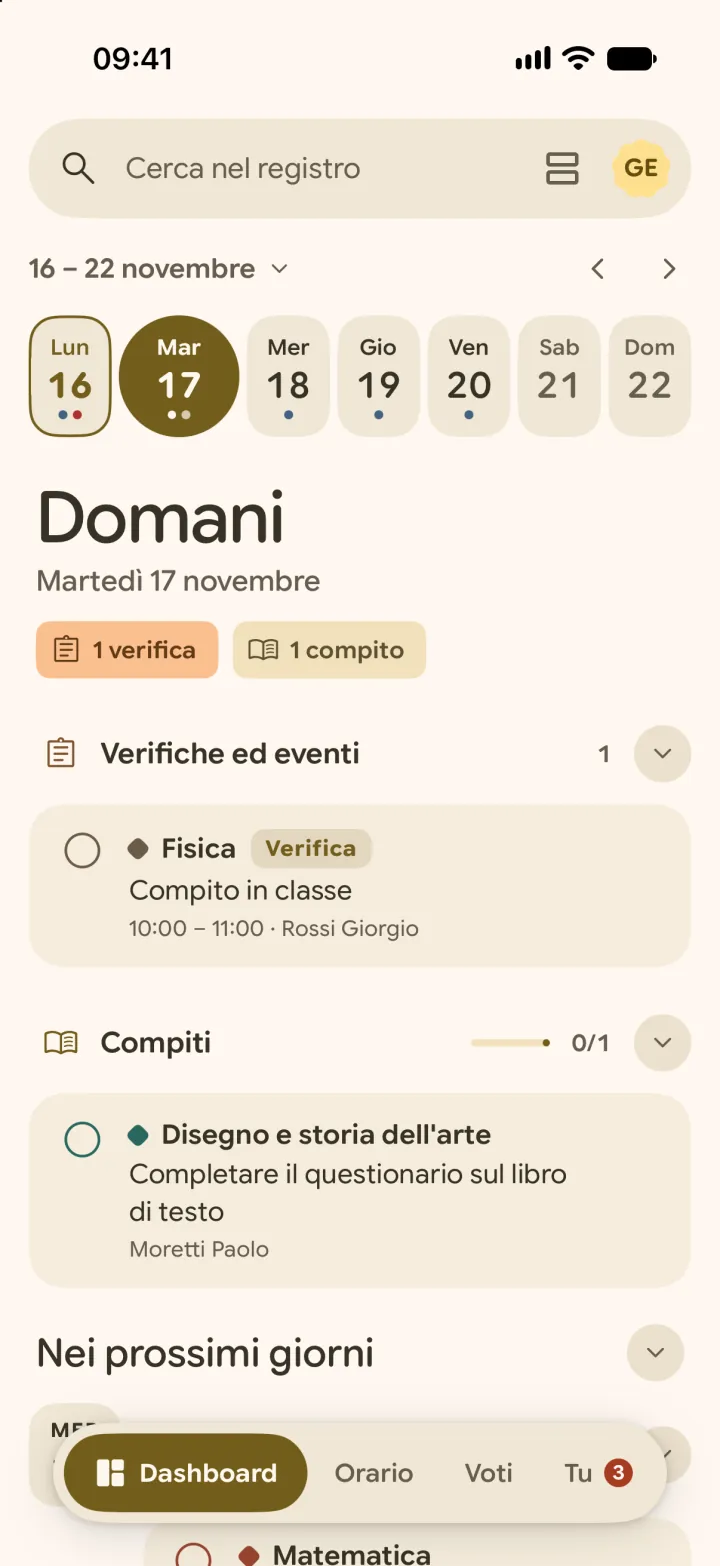 09:41
Cerca nel registro
GE
16 – 22 novembre
Lun Mar Mer Gio Ven Sab Dom
16 17 18 19 20 21 22
Domani
Martedì 17 novembre
1 verifica 1 compito
Verifiche ed eventi 1
Fisica Verifica
Compito in classe
10:00 – 11:00 · Rossi Giorgio
Compiti 0/1
Disegno e storia dell'arte
Completare il questionario sul libro
di testo
Moretti Paolo
Nei prossimi giorni
Dashboard Orario Voti Tu 3
Matematica